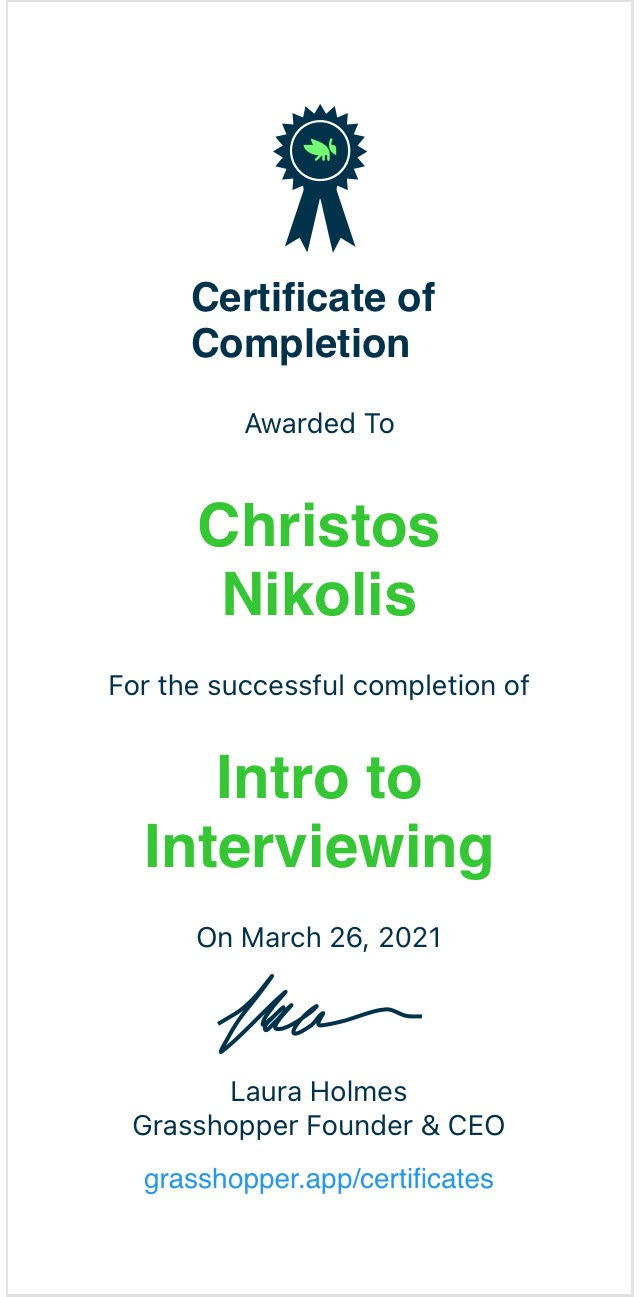 Certificate of
Completion
Awarded To
Christos
Nikolis
For the successful completion of
Intro to
Interviewing
On March 26, 2021
Laura Holmes
Grasshopper Founder & CEO
grasshopper.app/certificates